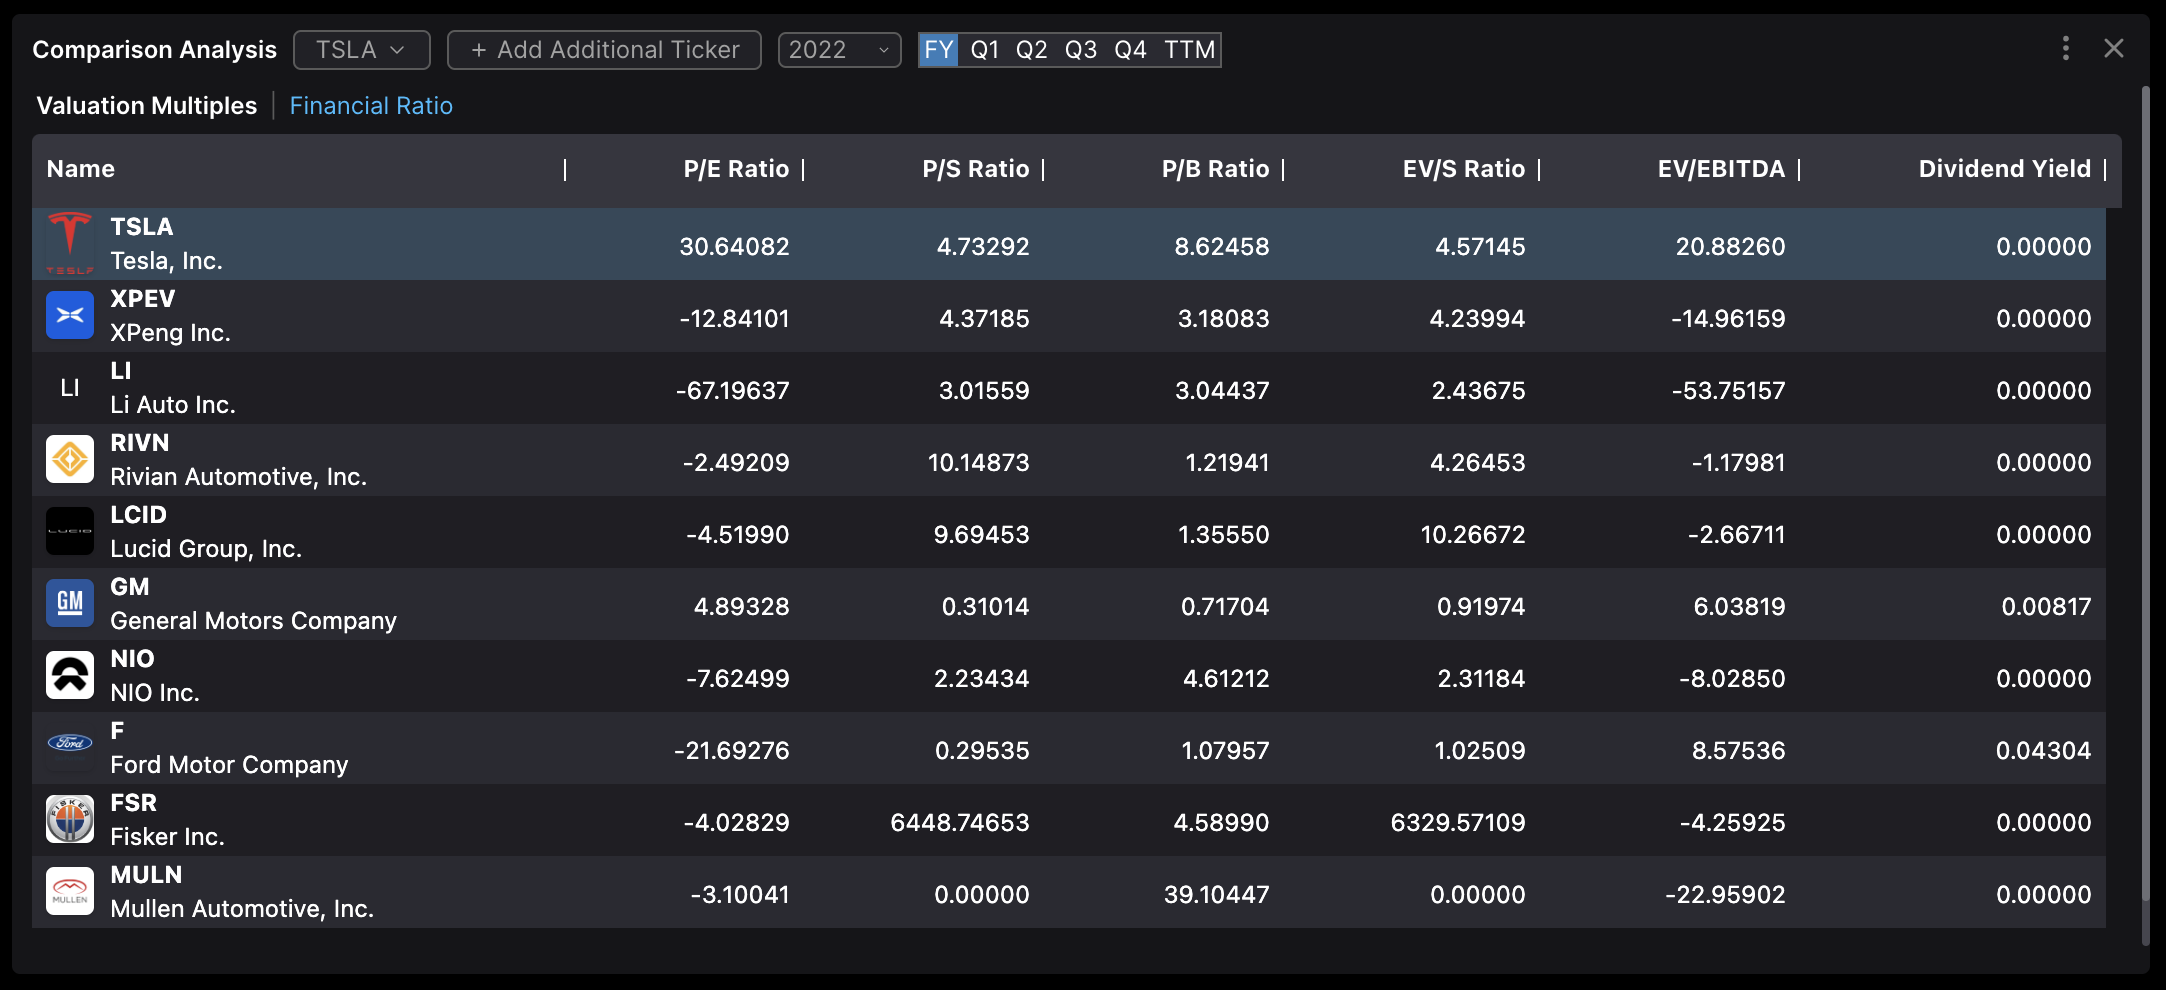 Comparison Analysis TSLA + Add Additional Ticker 2022 FY Q1 Q2 Q3 Q4 TTM
Valuation Multiples Financial Ratio
Name P/E Ratio P/S Ratio P/B Ratio EV/S Ratio EV/EBITDA Dividend Yield
TESLA
TSLA
Tesla, Inc. 30.64082 4.73292 8.62458 4.57145 20.88260 0.00000
XPEV
XPeng Inc. -12.84101 4.37185 3.18083 4.23994 -14.96159 0.00000
LI
LI
Li Auto Inc. -67.19637 3.01559 3.04437 2.43675 -53.75157 0.00000
RIVN
Rivian Automotive, Inc. -2.49209 10.14873 1.21941 4.26453 -1.17981 0.00000
LUCID
LCID
Lucid Group, Inc. -4.51990 9.69453 1.35550 10.26672 -2.66711 0.00000
GM
GM
General Motors Company 4.89328 0.31014 0.71704 0.91974 6.03819 0.00817
NIO
NIO Inc. -7.62499 2.23434 4.61212 2.31184 -8.02850 0.00000
Ford
F
Ford Motor Company -21.69276 0.29535 1.07957 1.02509 8.57536 0.04304
FISKER
FSR
Fisker Inc. -4.02829 6448.74653 4.58990 6329.57109 -4.25925 0.00000
MULLEN
MULN
Mullen Automotive, Inc. -3.10041 0.00000 39.10447 0.00000 -22.95902 0.00000